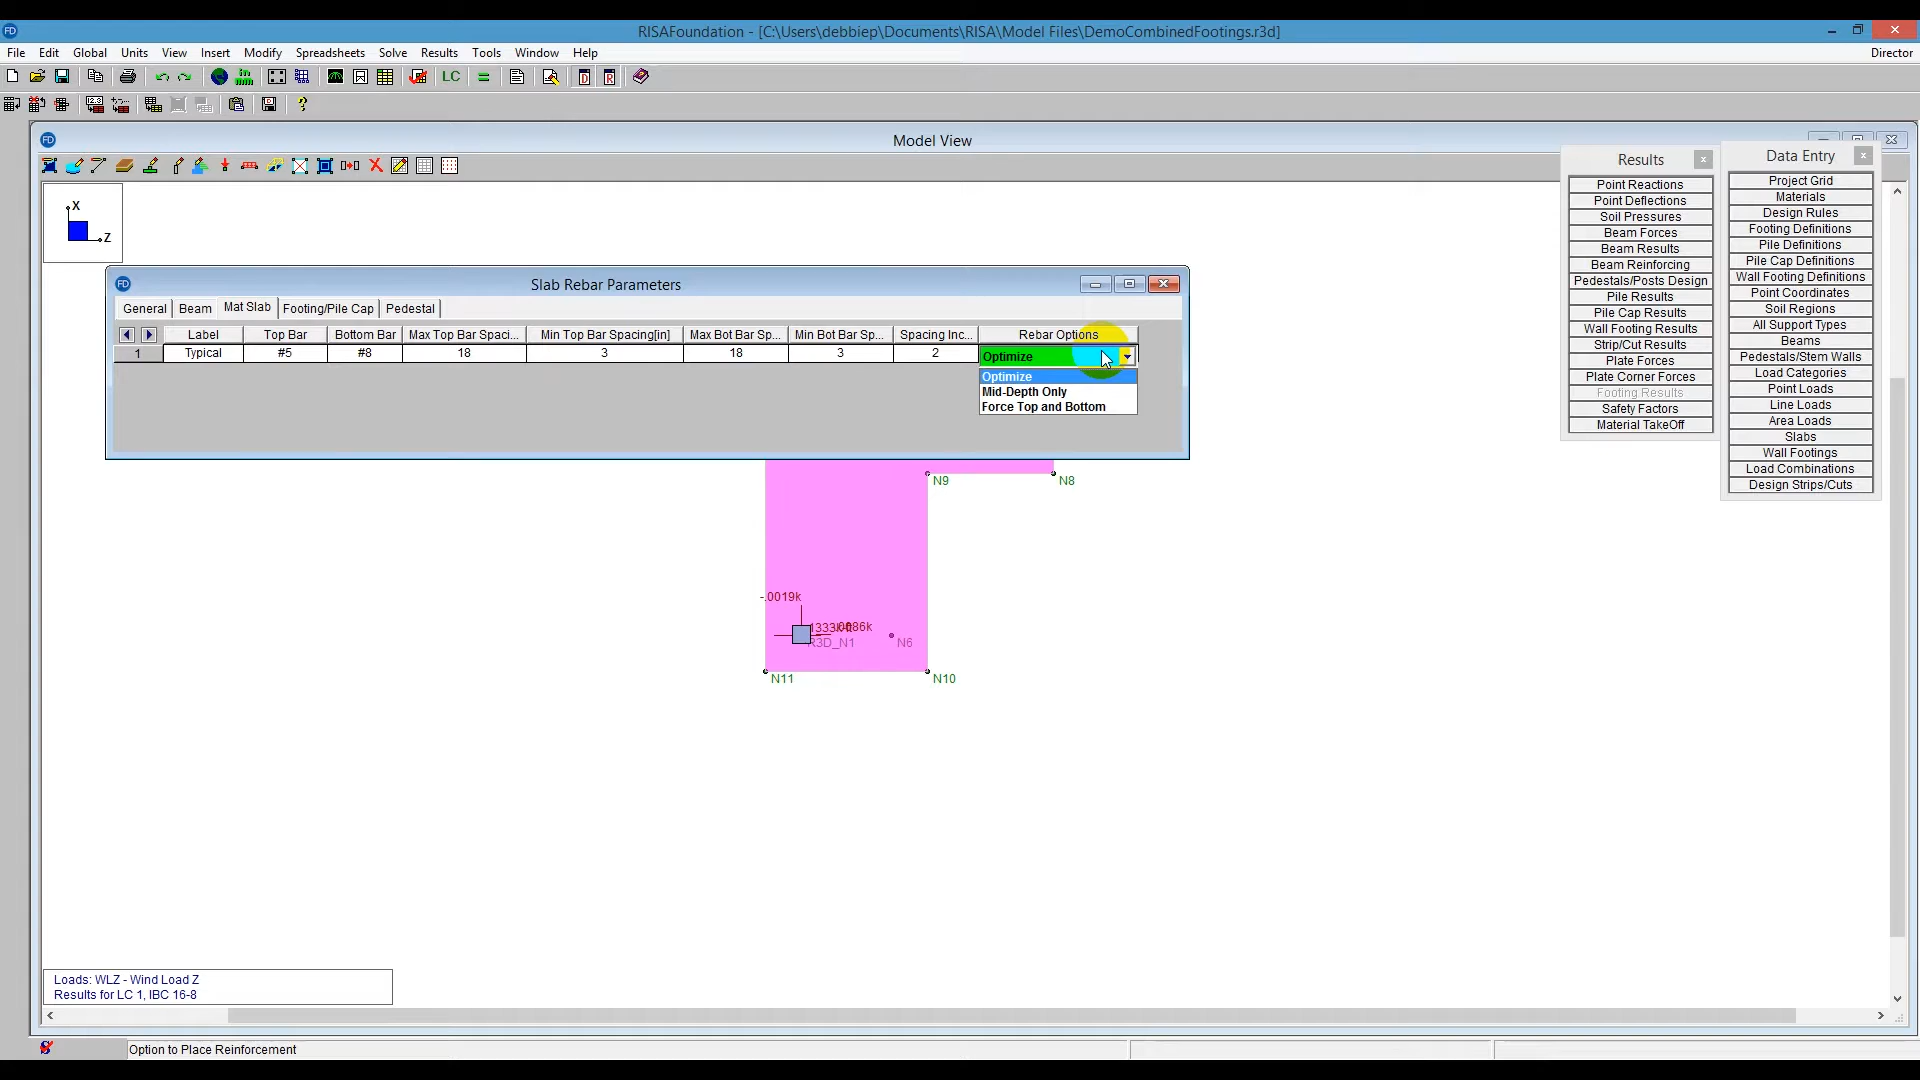 RISAFoundation - [C:\Users\debbiep\Documents\RISA\Model Files\DemoCombinedFootings.r3d]
File Edit Global Units View Insert Modify Spreadsheets Solve Results Tools Window Help Director
LC
Model View
X
Z
Slab Rebar Parameters
General Beam Mat Slab Footing/Pile Cap Pedestal
Label Top Bar Bottom Bar Max Top Bar Spaci... Min Top Bar Spacing[in] Max Bot Bar Sp... Min Bot Bar Sp... Spacing Inc... Rebar Options
1 Typical #5 #8 18 3 18 3 2 Optimize
Optimize
Mid-Depth Only
Force Top and Bottom
Results
Point Reactions
Point Deflections
Soil Pressures
Beam Forces
Beam Results
Beam Reinforcing
Pedestals/Posts Design
Pile Results
Pile Cap Results
Wall Footing Results
Strip/Cut Results
Plate Forces
Plate Corner Forces
Footing Results
Safety Factors
Material TakeOff
Data Entry
Project Grid
Materials
Design Rules
Footing Definitions
Pile Definitions
Pile Cap Definitions
Wall Footing Definitions
Point Coordinates
Soil Regions
All Support Types
Beams
Pedestals/Stem Walls
Load Categories
Point Loads
Line Loads
Area Loads
Slabs
Wall Footings
Load Combinations
Design Strips/Cuts
N9
N8
-.0019k
R3D_N1
N6
N11
N10
Loads: WLZ - Wind Load Z
Results for LC 1, IBC 16-8
Option to Place Reinforcement